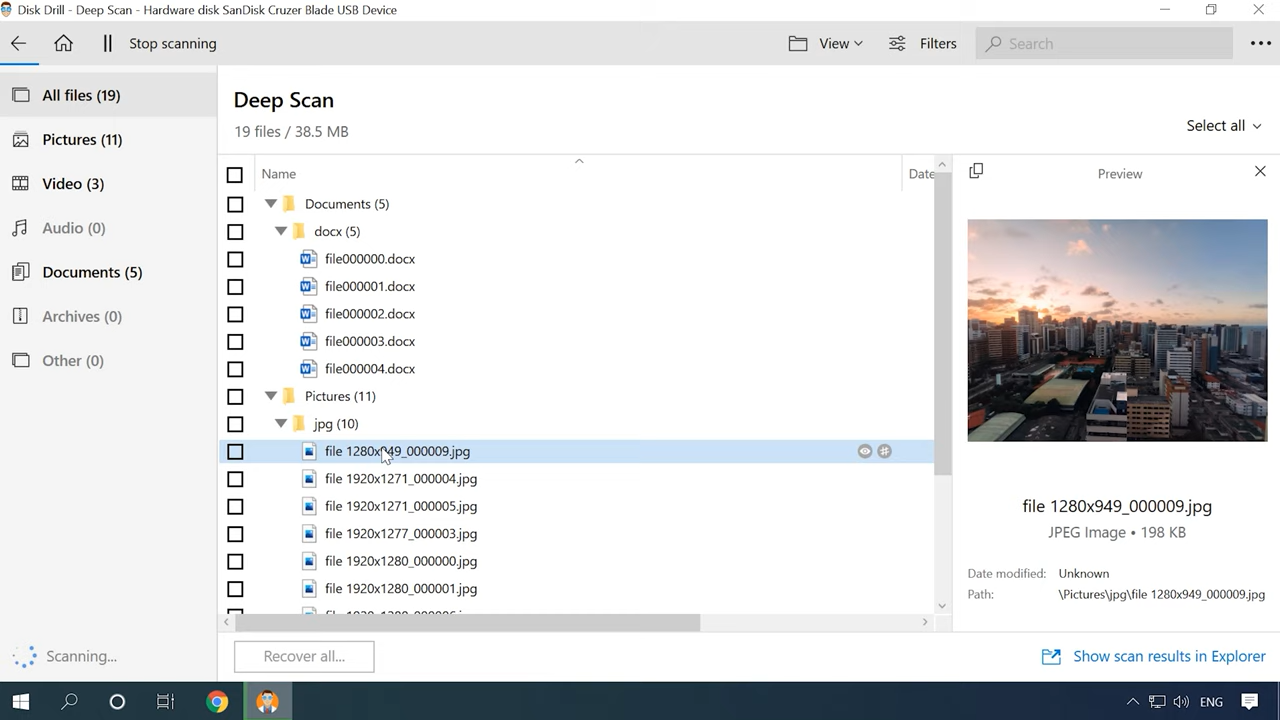 Disk Drill - Deep Scan - Hardware disk SanDisk Cruzer Blade USB Device
Stop scanning
View
Filters
Search
All files (19)
Pictures (11)
Video (3)
Audio (0)
Documents (5)
Archives (0)
Other (0)
Scanning...
Deep Scan
19 files / 38.5 MB
Select all
Name
Date
Documents (5)
docx (5)
file000000.docx
file000001.docx
file000002.docx
file000003.docx
file000004.docx
Pictures (11)
jpg (10)
file 1280x949_000009.jpg
file 1920x1271_000004.jpg
file 1920x1271_000005.jpg
file 1920x1277_000003.jpg
file 1920x1280_000000.jpg
file 1920x1280_000001.jpg
Preview
file 1280x949_000009.jpg
JPEG Image • 198 KB
Date modified: Unknown
Path: \Pictures\jpg\file 1280x949_000009.jpg
Recover all...
Show scan results in Explorer
ENG